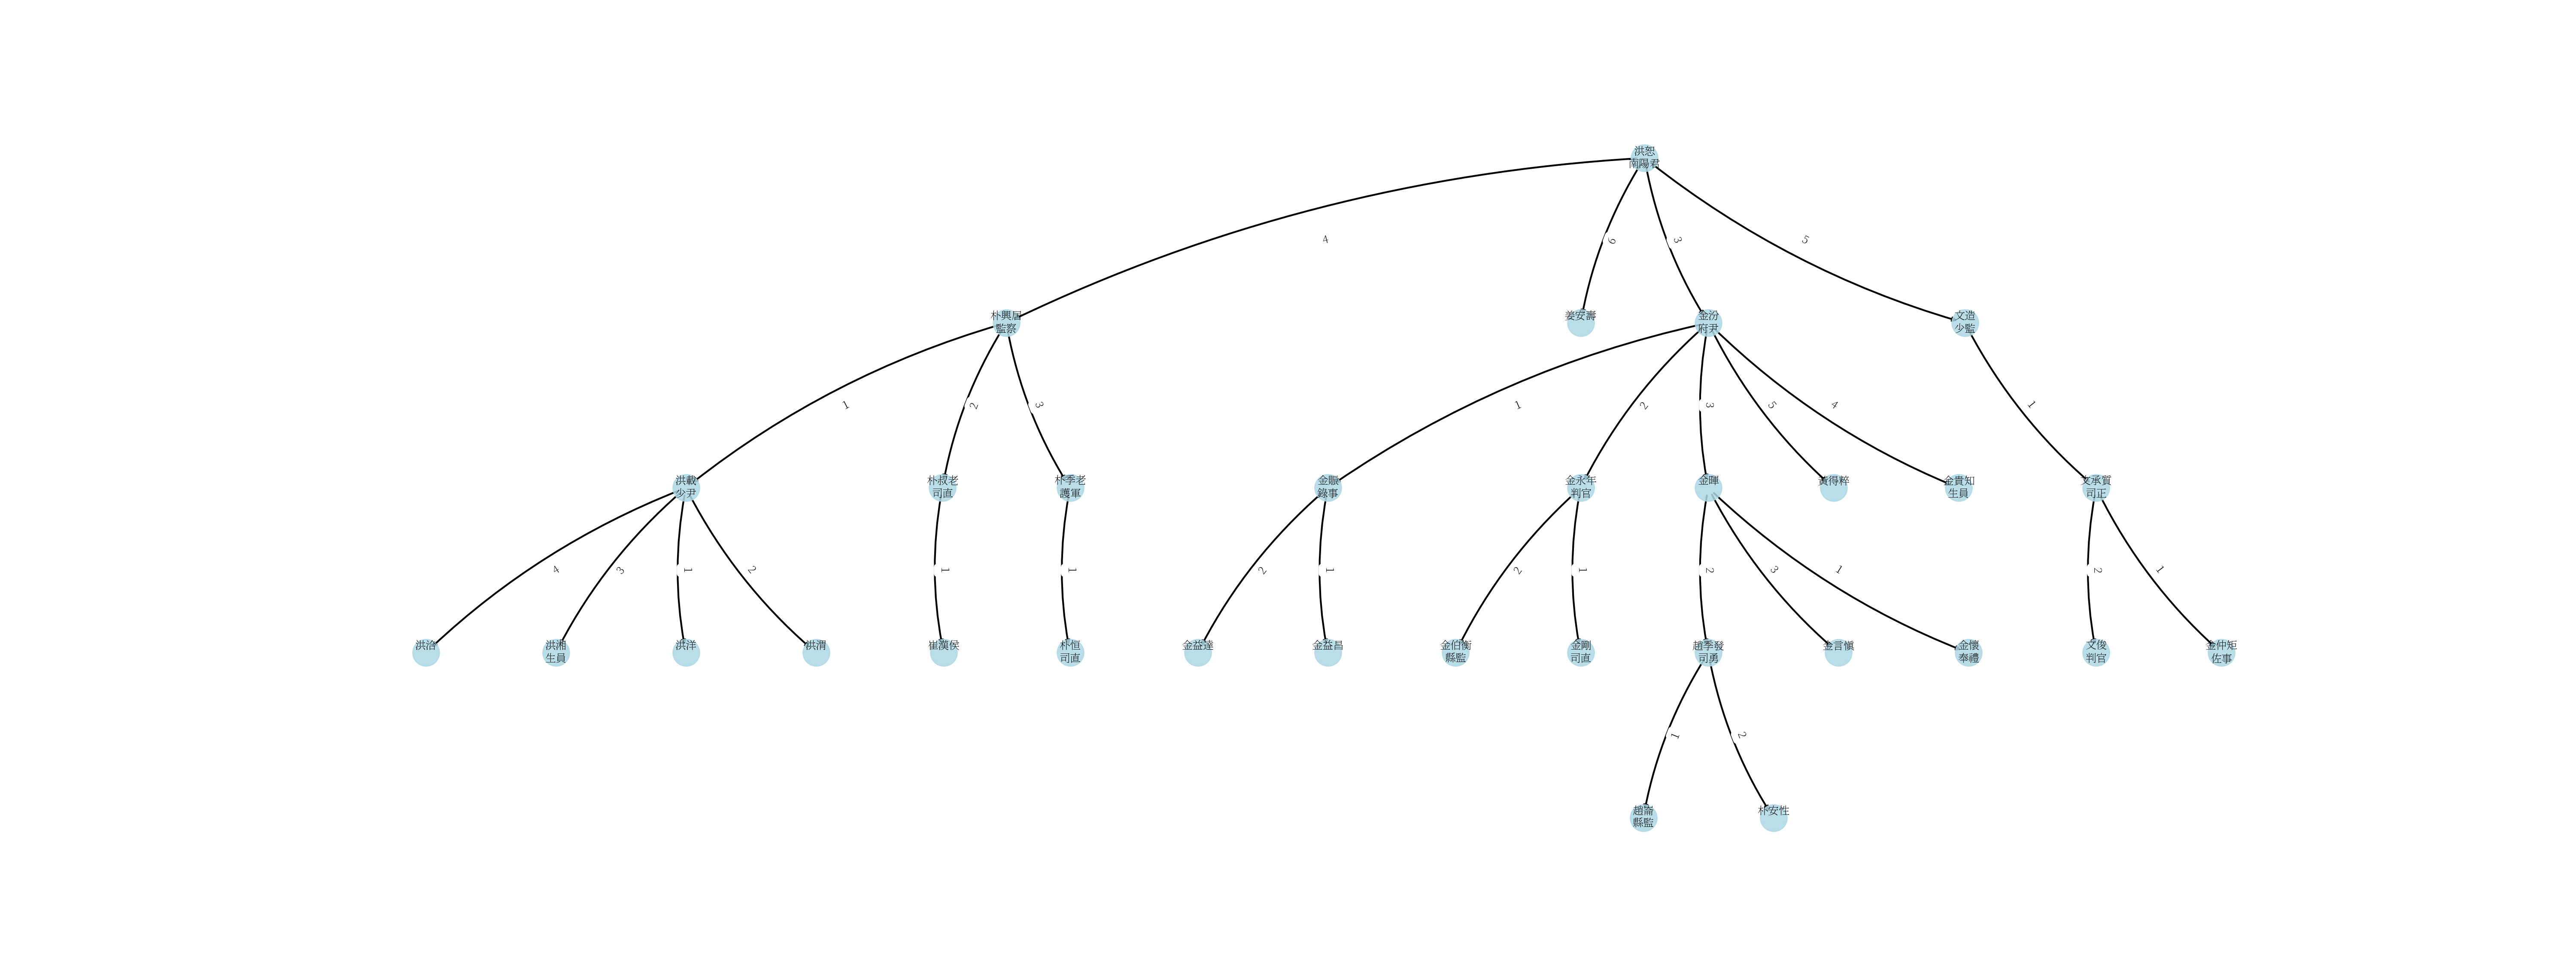 洪恕
南陽君
4
6
3
5
朴興居
監察
姜安壽
金汾
府尹
文造
少監
1
2
3
1
2
3
5
4
1
洪載
少尹
朴叔老
司直
朴季老
護軍
金順
錄事
金永年
判官
金暉
黃得粹
金貴知
生員
文承質
司正
4
3
1
2
1
1
2
1
2
1
2
3
1
2
1
洪洽
洪湘
生員
洪洋
洪渭
崔漢侯
朴恒
司直
金益達
金益昌
金伯衡
縣監
金剛
司直
趙季發
司勇
金言愼
金懷
奉禮
文俊
判官
金仲矩
佐事
1
2
趙崙
縣監
朴安性